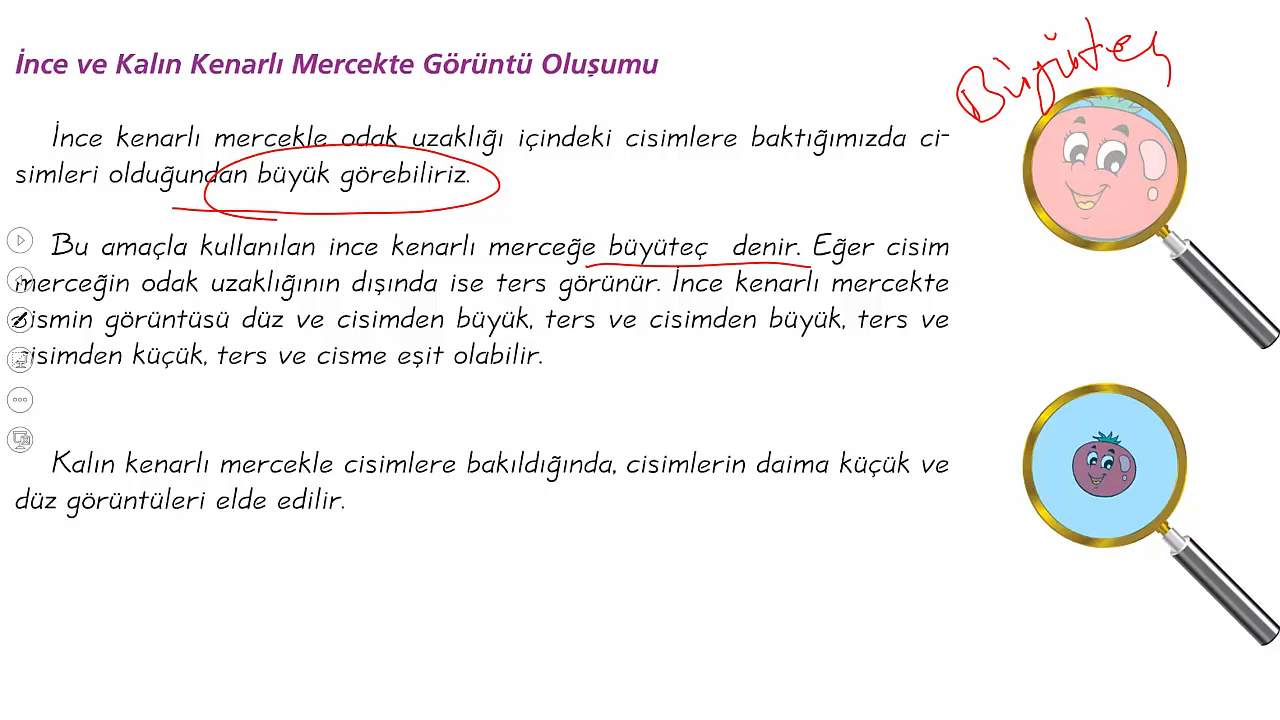 İnce ve Kalın Kenarlı Mercekte Görüntü Oluşumu
Büyüteç
İnce kenarlı mercekle odak uzaklığı içindeki cisimlere baktığımızda ci-
simleri olduğundan büyük görebiliriz.
Bu amaçla kullanılan ince kenarlı merceğe büyüteç denir. Eğer cisim
merceğin odak uzaklığının dışında ise ters görünür. İnce kenarlı mercekte
cismin görüntüsü düz ve cisimden büyük, ters ve cisimden büyük, ters ve
cisimden küçük, ters ve cisme eşit olabilir.
Kalın kenarlı mercekle cisimlere bakıldığında, cisimlerin daima küçük ve
düz görüntüleri elde edilir.